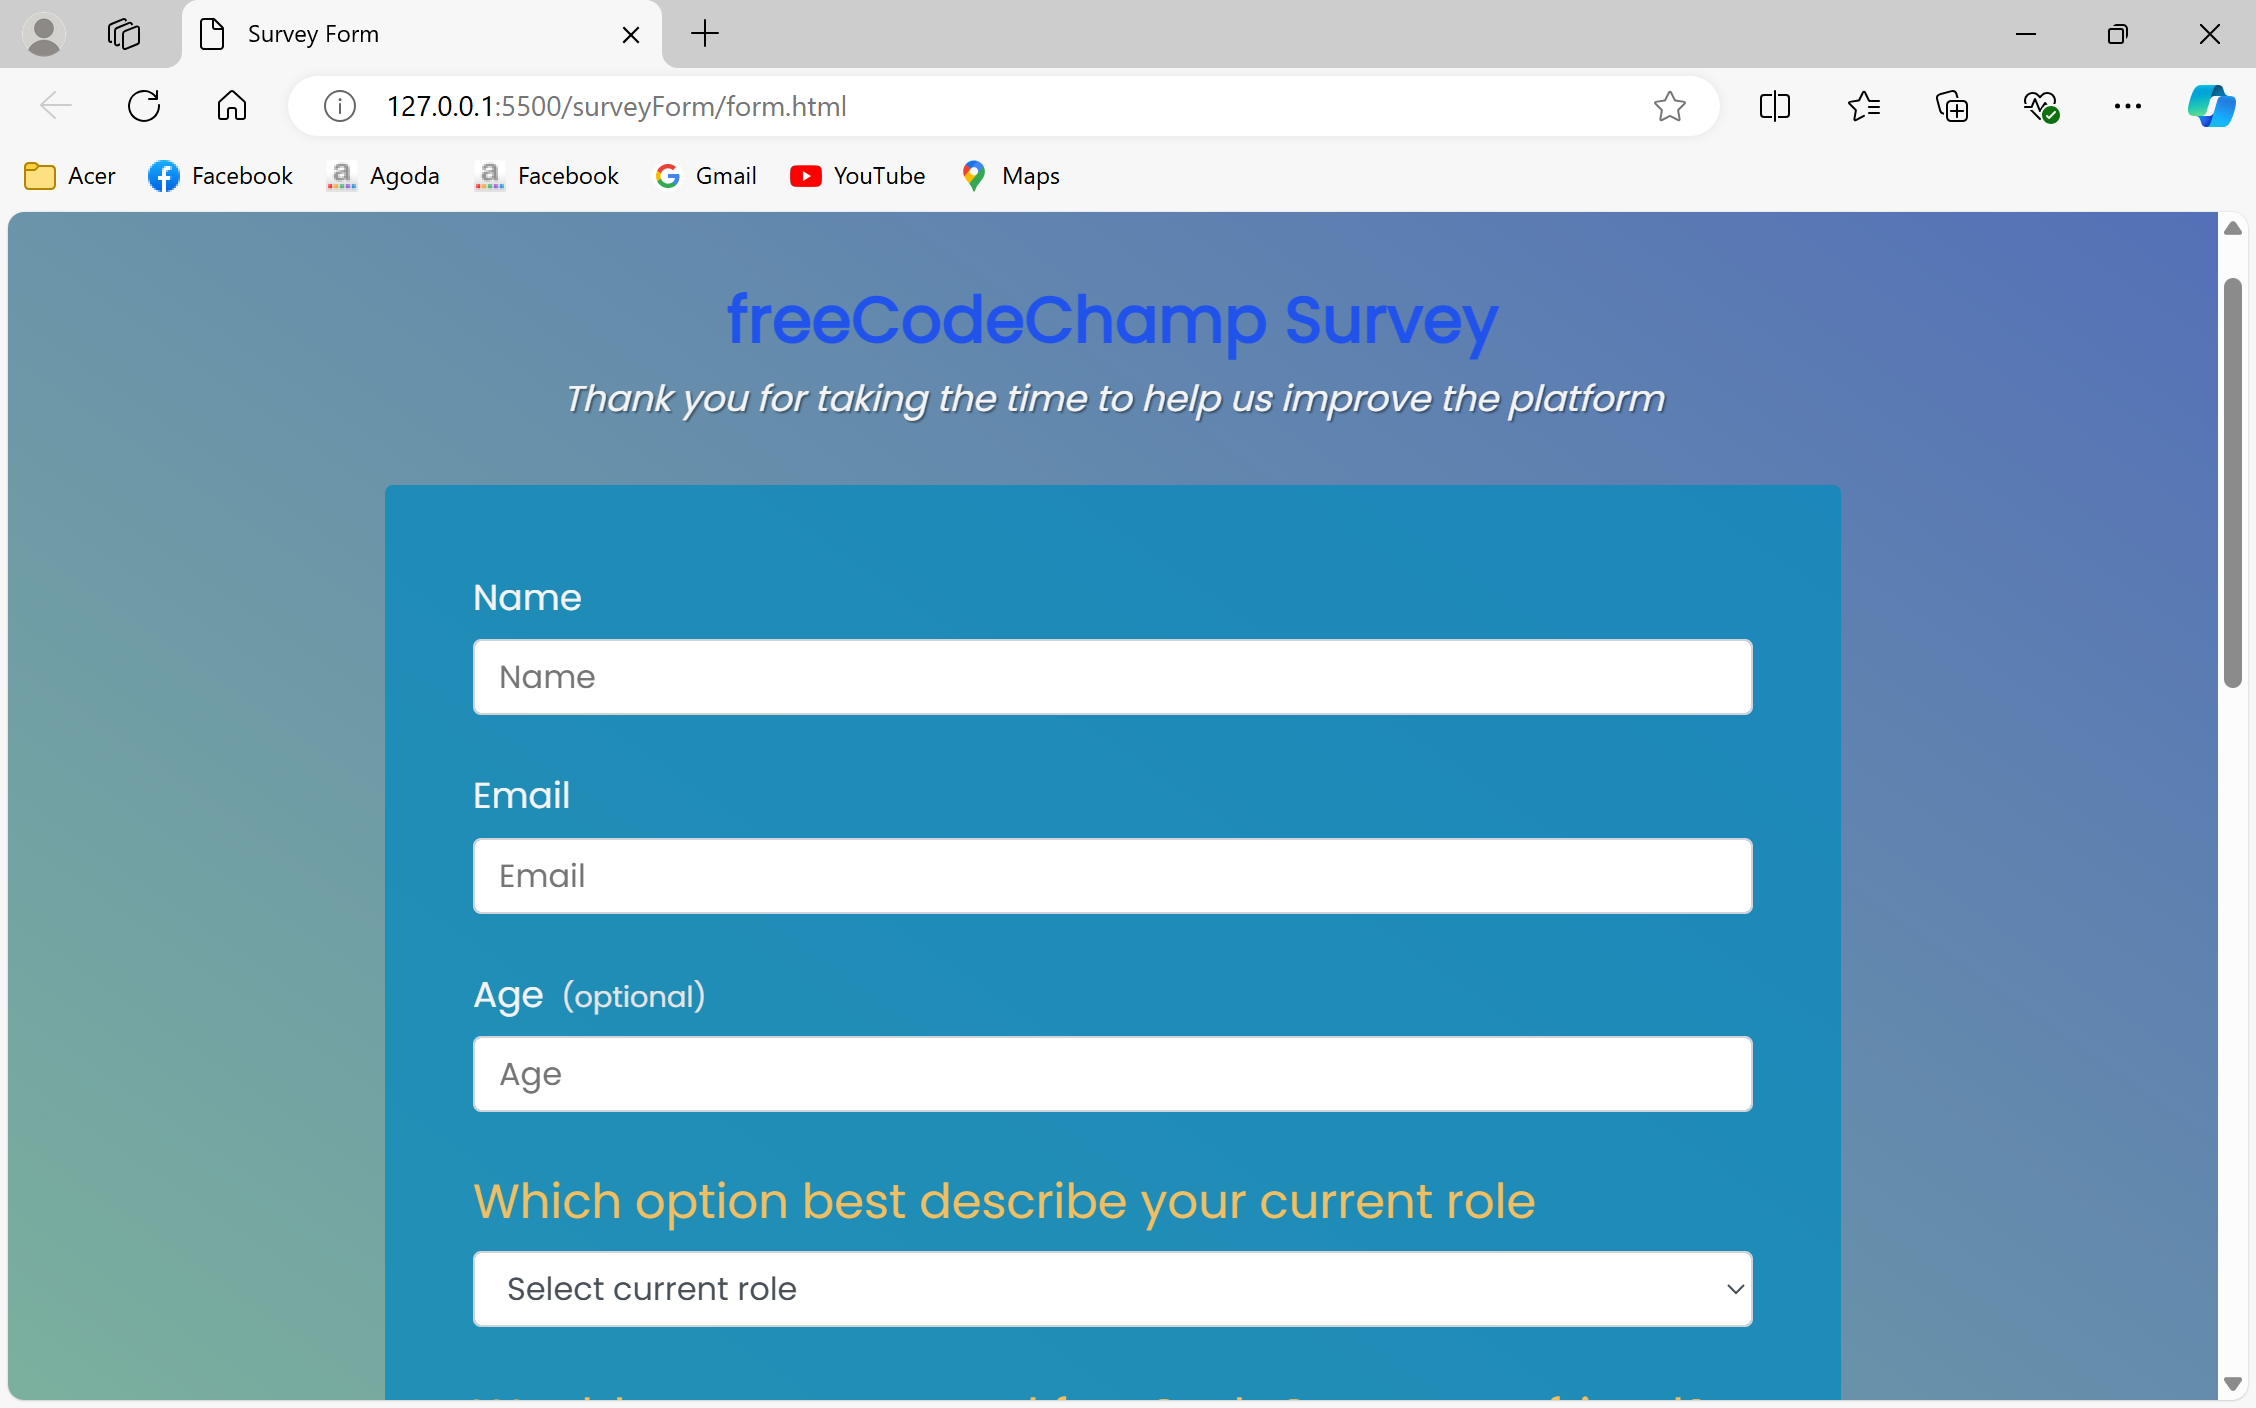 Survey Form
127.0.0.1:5500/surveyForm/form.html
Acer Facebook Agoda Facebook Gmail YouTube Maps
freeCodeChamp Survey
Thank you for taking the time to help us improve the platform
Name
Name
Email
Email
Age (optional)
Age
Which option best describe your current role
Select current role